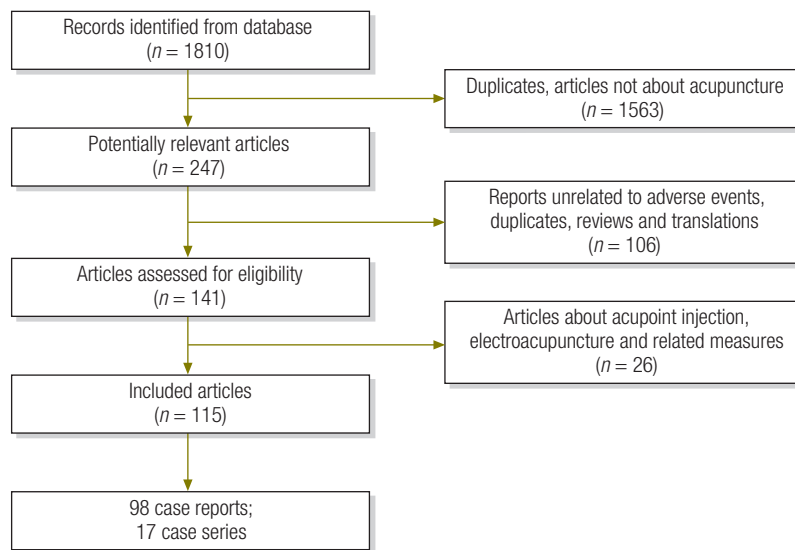 Records identified from database
(n = 1810)
Duplicates, articles not about acupuncture
(n = 1563)
Potentially relevant articles
(n = 247)
Reports unrelated to adverse events,
duplicates, reviews and translations
(n = 106)
Articles assessed for eligibility
(n = 141)
Articles about acupoint injection,
electroacupuncture and related measures
(n = 26)
Included articles
(n = 115)
98 case reports;
17 case series